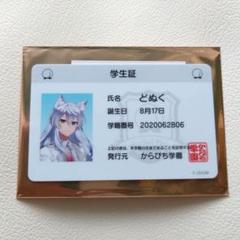 学生証
氏名 どぬく
誕生日 8月17日
学籍番号 2020062806
発行元 からぴち学園